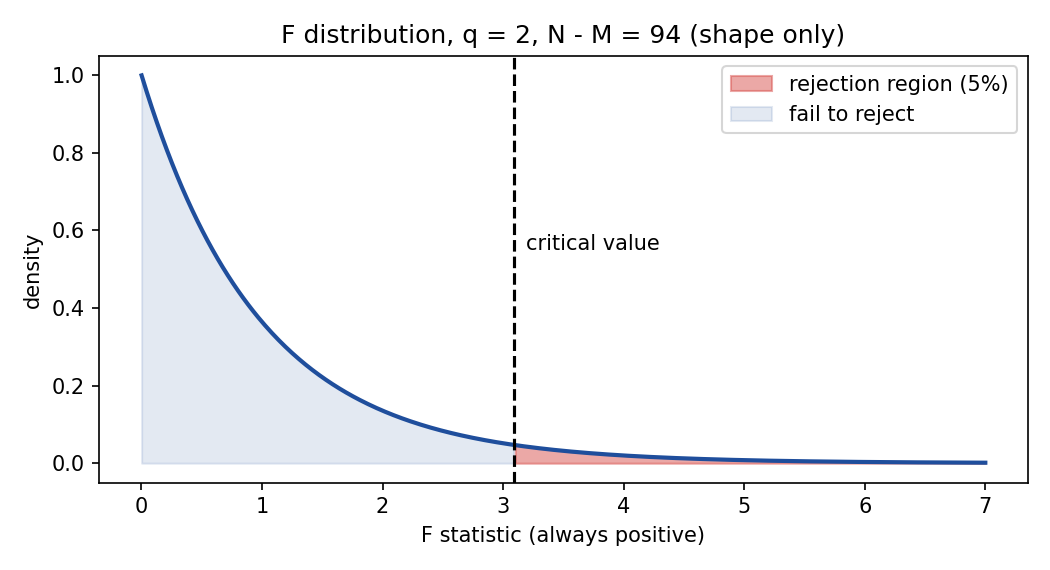 F distribution, q = 2, N - M = 94 (shape only)
rejection region (5%)
fail to reject
critical value
density
1.0
0.8
0.6
0.4
0.2
0.0
0 1 2 3 4 5 6 7
F statistic (always positive)